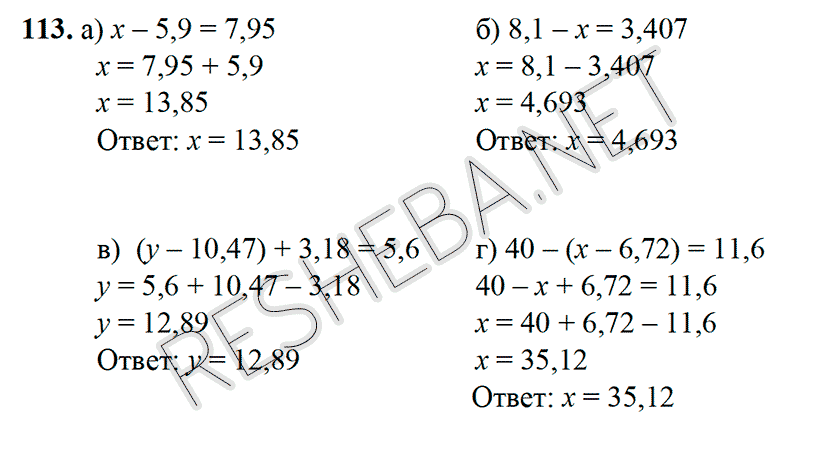 113. а) x – 5,9 = 7,95
x = 7,95 + 5,9
x = 13,85
Ответ: x = 13,85
б) 8,1 – x = 3,407
x = 8,1 – 3,407
x = 4,693
Ответ: x = 4,693
в) (y – 10,47) + 3,18 = 5,6
y = 5,6 + 10,47 – 3,18
y = 12,89
Ответ: y = 12,89
г) 40 – (x – 6,72) = 11,6
40 – x + 6,72 = 11,6
x = 40 + 6,72 – 11,6
x = 35,12
Ответ: x = 35,12
RESHEBA.NET